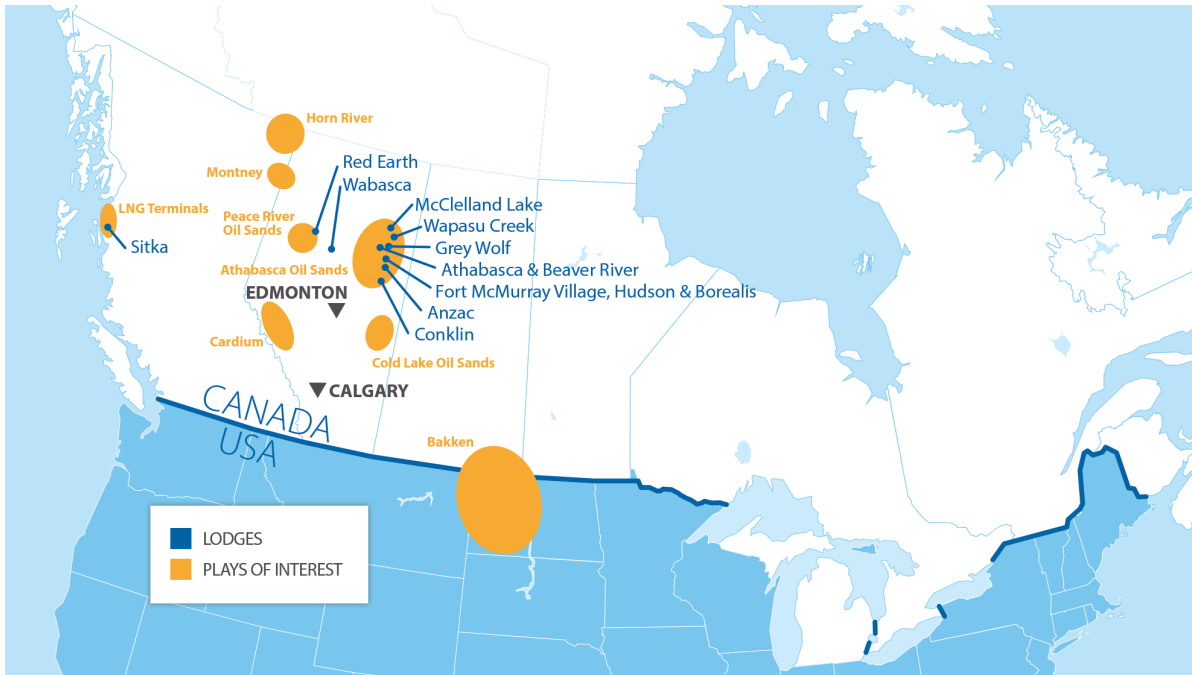 Horn River
Montney
Red Earth
Wabasca
LNG Terminals
Sitka
Peace River
Oil Sands
McClelland Lake
Wapasu Creek
Grey Wolf
Athabasca & Beaver River
Fort McMurray Village, Hudson & Borealis
Anzac
Conklin
Athabasca Oil Sands
EDMONTON
Cardium
Cold Lake Oil Sands
CALGARY
CANADA
USA
Bakken
LODGES
PLAYS OF INTEREST